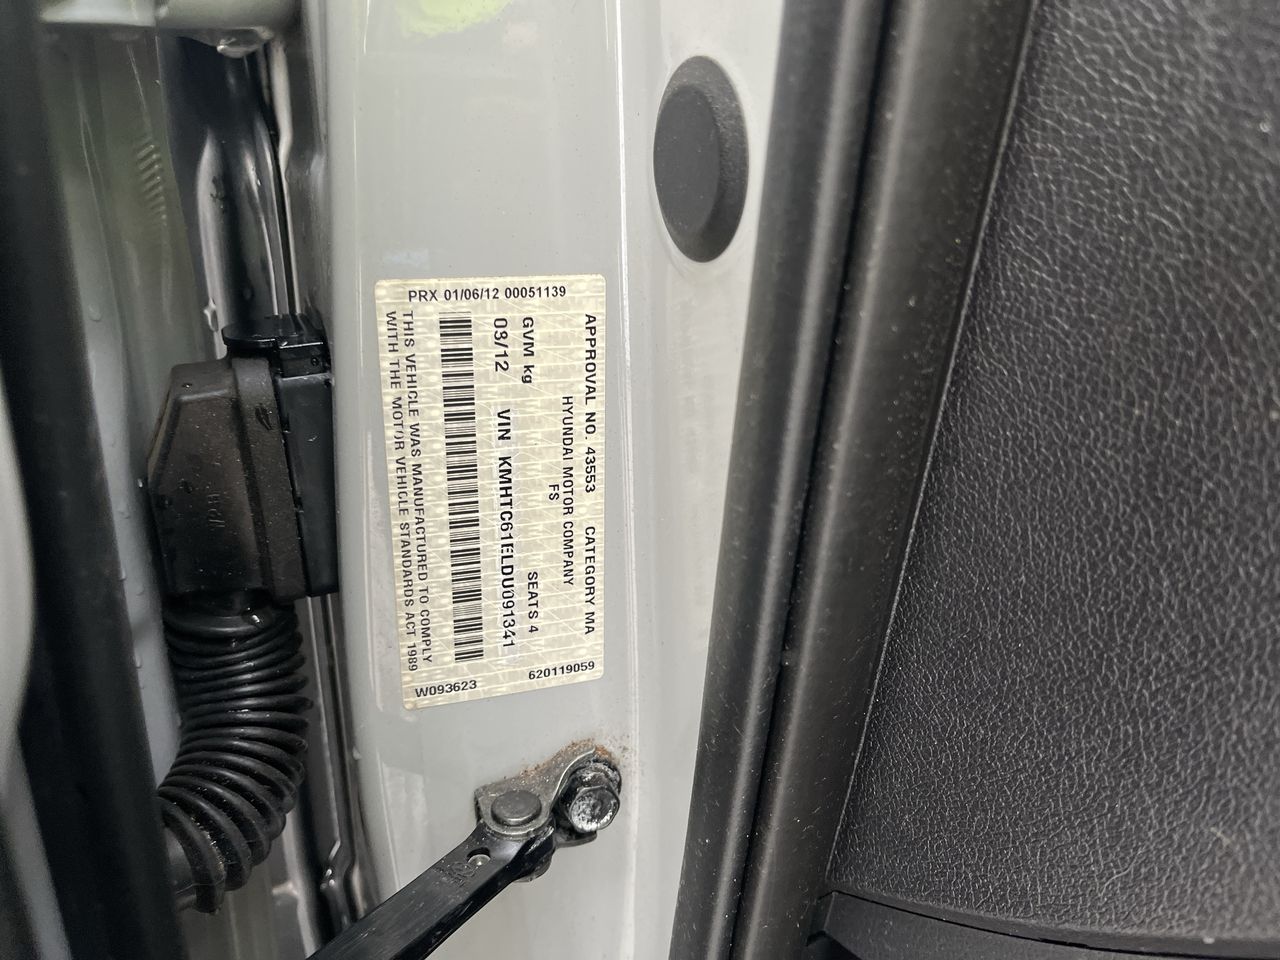 APPROVAL NO. 43553 CATEGORY MA
HYUNDAI MOTOR COMPANY
FS
GVM kg SEATS 4
03/12 VIN KMHTC61ELDU091341
THIS VEHICLE WAS MANUFACTURED TO COMPLY
WITH THE MOTOR VEHICLE STANDARDS ACT 1989
PRX 01/06/12 00051139
620119059
W093623